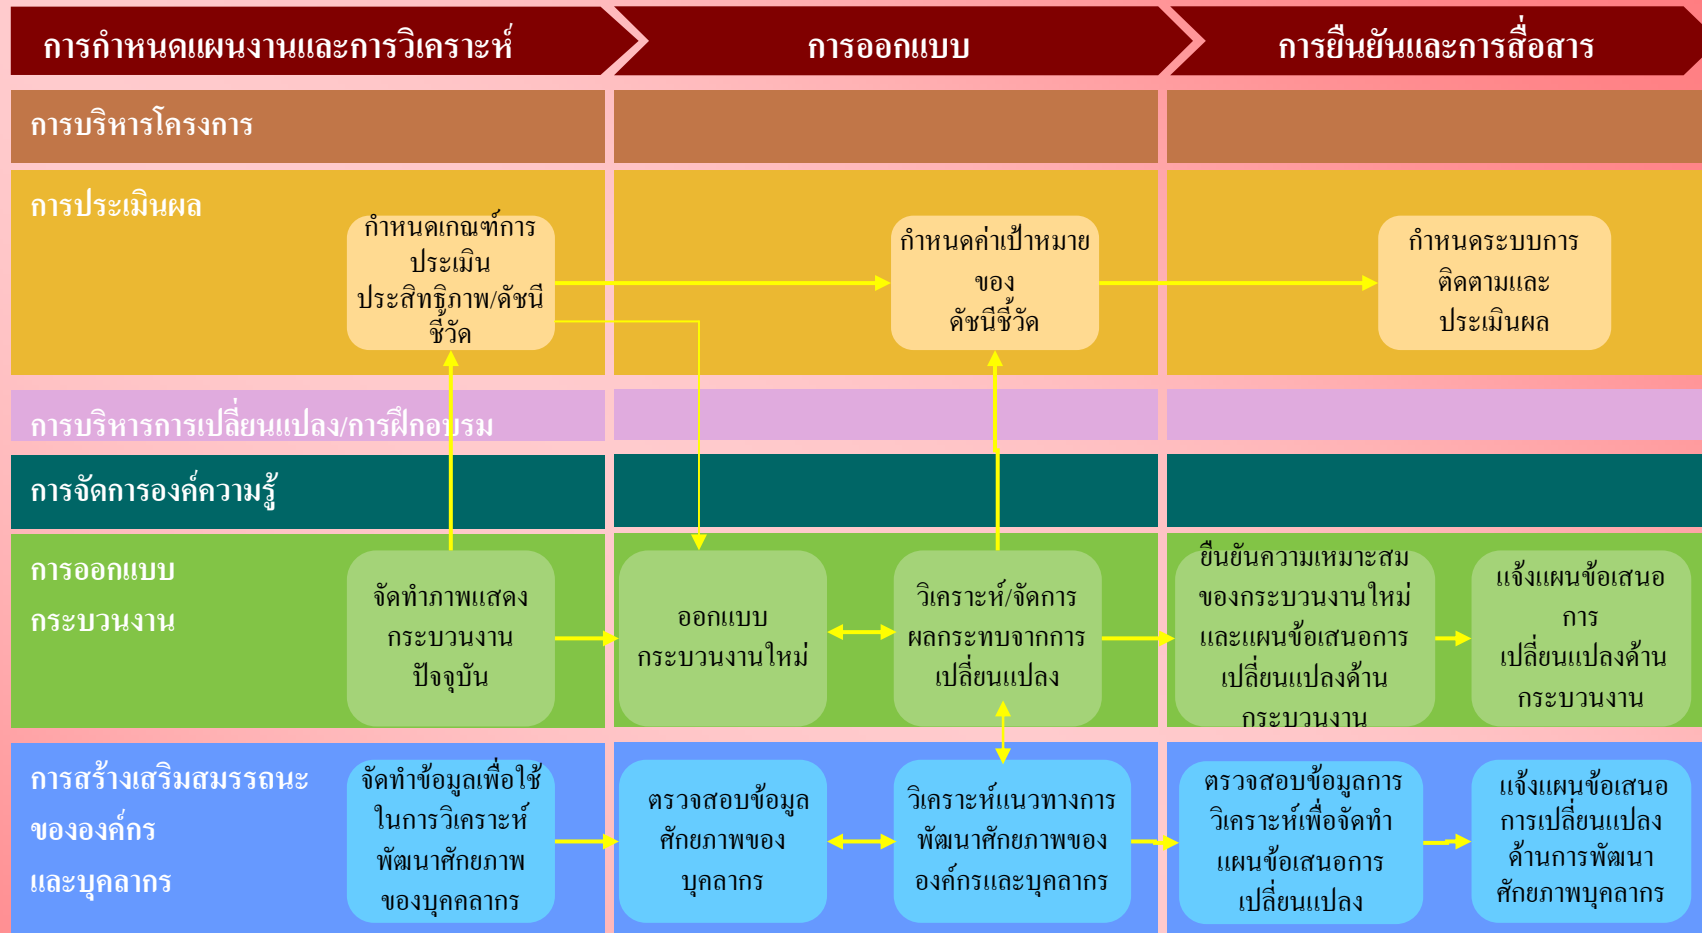 การกำหนดแผนงานและการวิเคราะห์
การออกแบบ
การยืนยันและการสื่อสาร
การบริหารโครงการ
การประเมินผล
กำหนดเกณฑ์การ
ประเมิน
ประสิทธิภาพ/ดัชนี
ชี้วัด
กำหนดค่าเป้าหมาย
ของ
ดัชนีชี้วัด
กำหนดระบบการ
ติดตามและ
ประเมินผล
การบริหารการเปลี่ยนแปลง/การฝึกอบรม
การจัดการองค์ความรู้
การออกแบบ
กระบวนงาน
จัดทำภาพแสดง
กระบวนงาน
ปัจจุบัน
ออกแบบ
กระบวนงานใหม่
วิเคราะห์/จัดการ
ผลกระทบจากการ
เปลี่ยนแปลง
ยืนยันความเหมาะสม
ของกระบวนงานใหม่
และแผนข้อเสนอการ
เปลี่ยนแปลงด้าน
กระบวนงาน
แจ้งแผนข้อเสนอ
การ
เปลี่ยนแปลงด้าน
กระบวนงาน
การสร้างเสริมสมรรถนะ
ขององค์กร
และบุคลากร
จัดทำข้อมูลเพื่อใช้
ในการวิเคราะห์
พัฒนาศักยภาพ
ของบุคคลากร
ตรวจสอบข้อมูล
ศักยภาพของ
บุคลากร
วิเคราะห์แนวทางการ
พัฒนาศักยภาพของ
องค์กรและบุคลากร
ตรวจสอบข้อมูลการ
วิเคราะห์เพื่อจัดทำ
แผนข้อเสนอการ
เปลี่ยนแปลง
แจ้งแผนข้อเสนอ
การเปลี่ยนแปลง
ด้านการพัฒนา
ศักยภาพบุคลากร